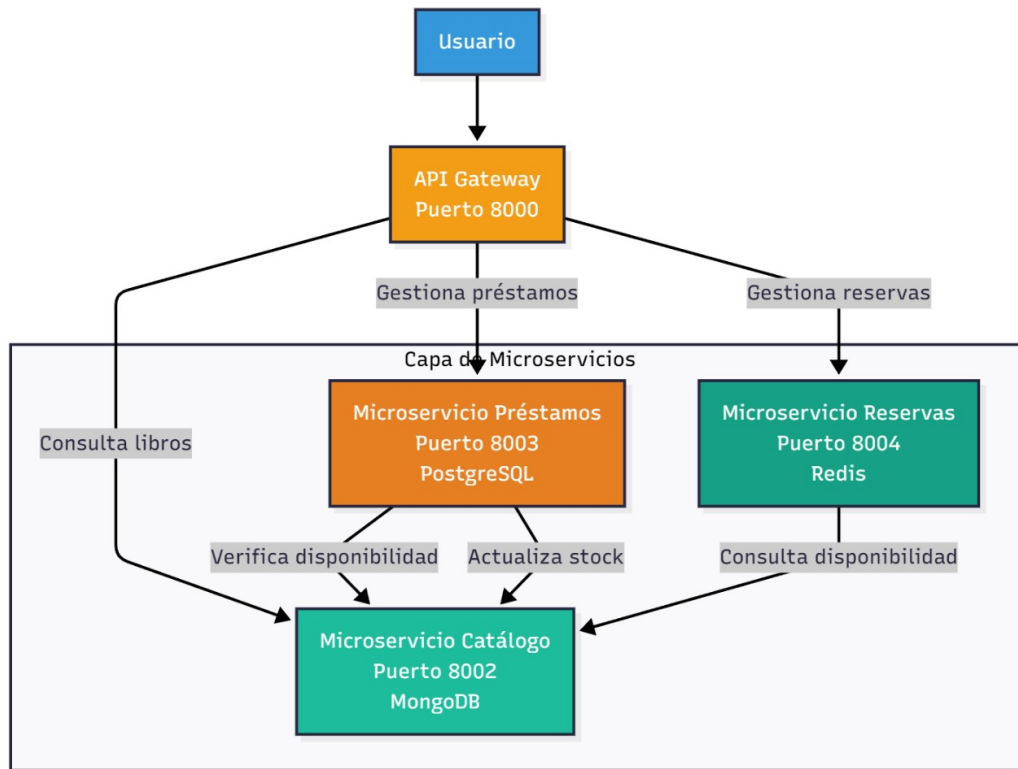 Usuario
API Gateway
Puerto 8000
Gestiona préstamos
Gestiona reservas
Capa de Microservicios
Microservicio Préstamos
Puerto 8003
PostgreSQL
Microservicio Reservas
Puerto 8004
Redis
Consulta libros
Verifica disponibilidad
Actualiza stock
Consulta disponibilidad
Microservicio Catálogo
Puerto 8002
MongoDB